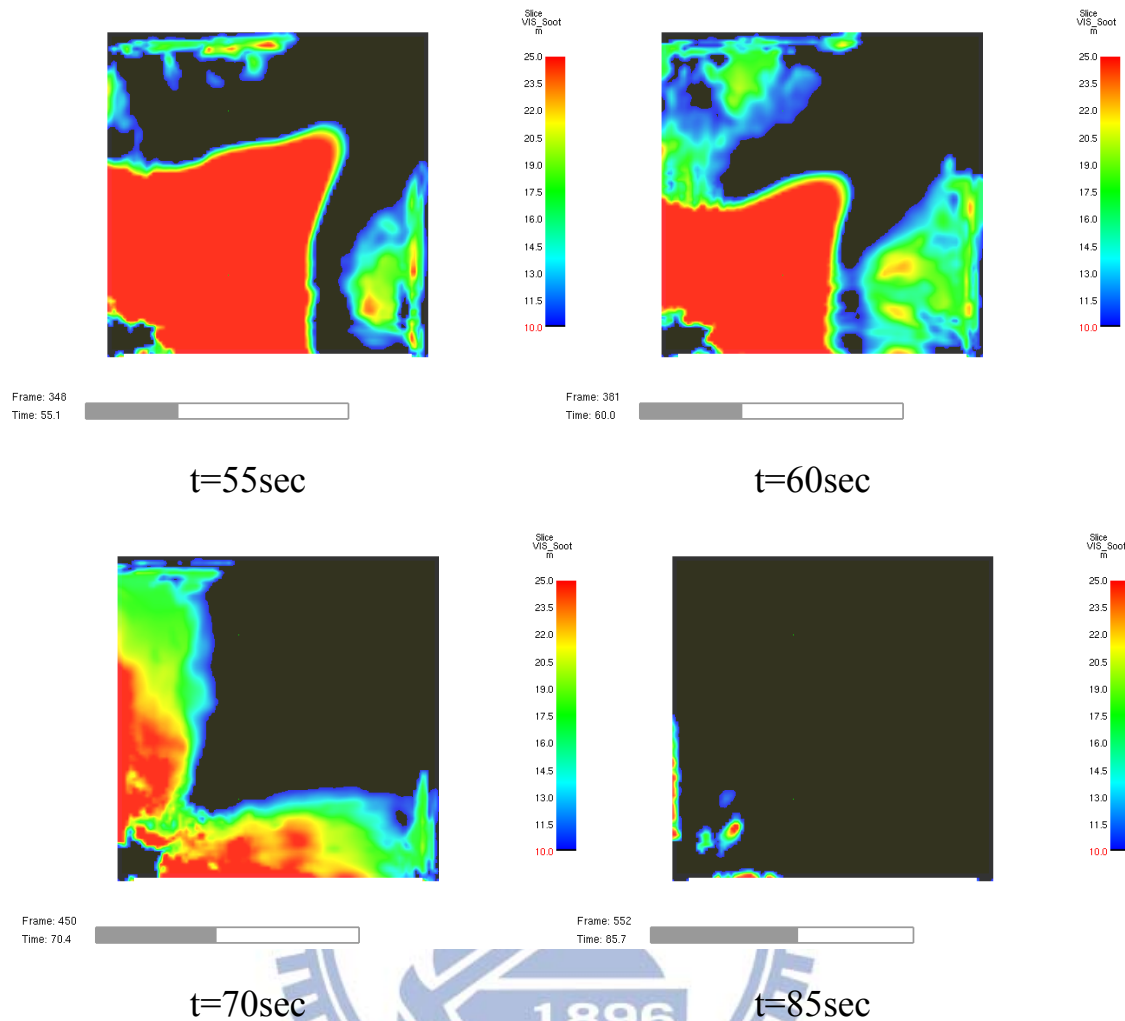 Slice
VIS_Soot
m
25.0
23.5
22.0
20.5
19.0
17.5
16.0
14.5
13.0
11.5
10.0
Frame: 348
Time: 55.1
t=55sec
Slice
VIS_Soot
m
25.0
23.5
22.0
20.5
19.0
17.5
16.0
14.5
13.0
11.5
10.0
Frame: 381
Time: 60.0
t=60sec
Slice
VIS_Soot
m
25.0
23.5
22.0
20.5
19.0
17.5
16.0
14.5
13.0
11.5
10.0
Frame: 450
Time: 70.4
t=70sec
Slice
VIS_Soot
m
25.0
23.5
22.0
20.5
19.0
17.5
16.0
14.5
13.0
11.5
10.0
Frame: 552
Time: 85.7
t=85sec
1896